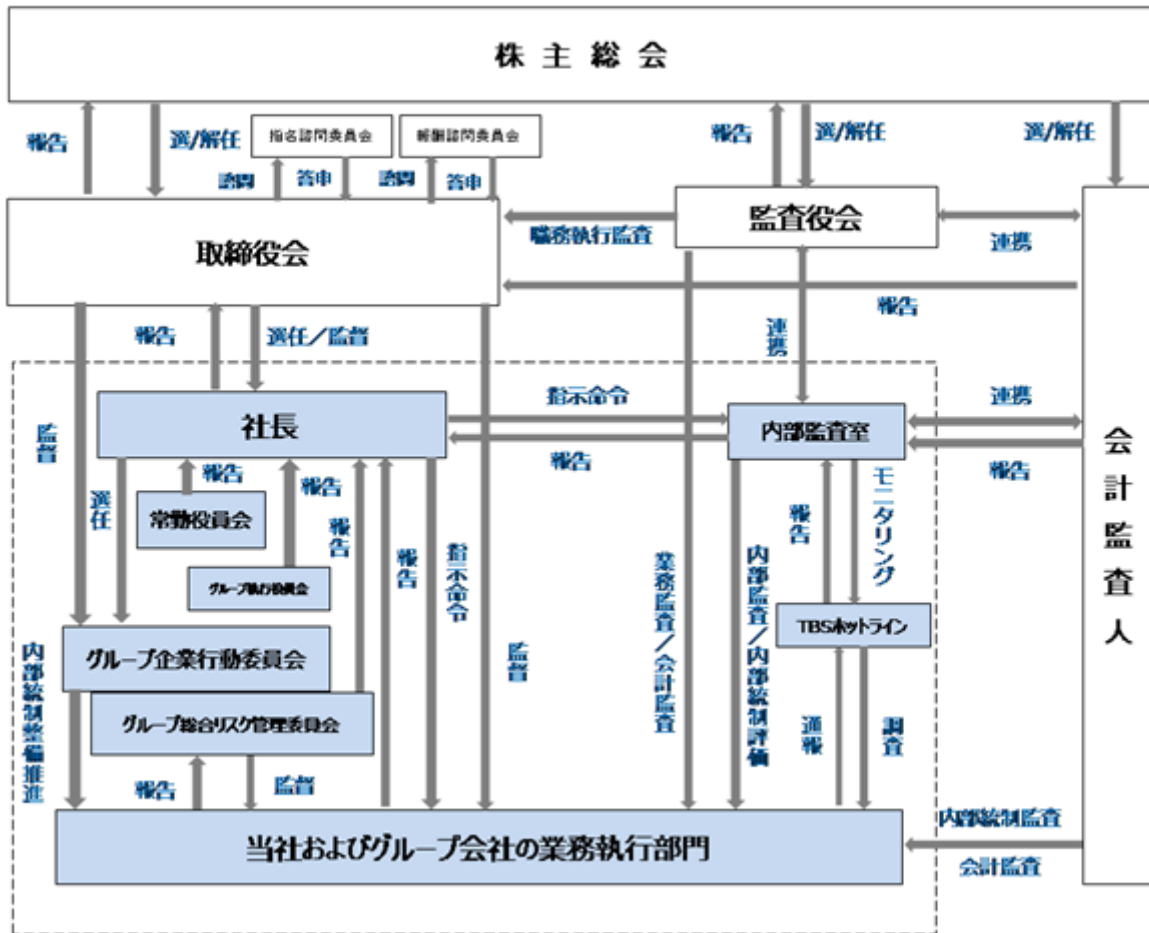 株主総会
報告
選/解任
指名諮問委員会
報酬諮問委員会
諮問
答申
諮問
答申
報告
選/解任
選/解任
取締役会
職務執行監査
監査役会
連携
報告
報告
選任／監督
連携
監督
社長
指示命令
報告
内部監査室
連携
報告
会計監査人
選任
報告
報告
常勤役員会
グループ執行役員会
報告
報告
指示命令
監督
業務監査／会計監査
内部監査／内部統制評価
報告
モニタリング
TBSホットライン
グループ企業行動委員会
グループ総合リスク管理委員会
内部統制整備推進
報告
監督
通報
調査
当社およびグループ会社の業務執行部門
内部統制監査
会計監査